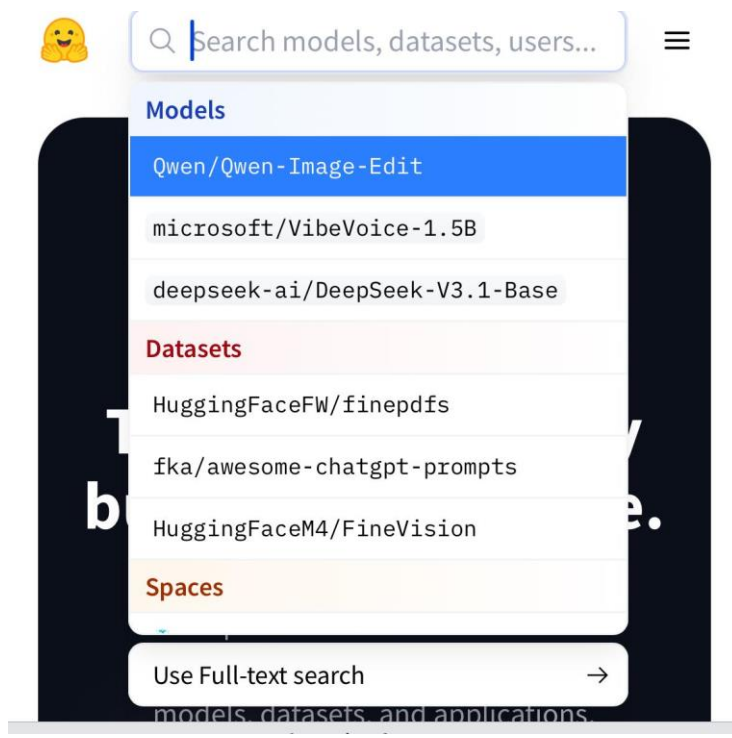 Search models, datasets, users...
Models
Qwen/Qwen-Image-Edit
microsoft/VibeVoice-1.5B
deepseek-ai/DeepSeek-V3.1-Base
Datasets
HuggingFaceFW/finepdfs
fka/awesome-chatgpt-prompts
HuggingFaceM4/FineVision
Spaces
Use Full-text search
models, datasets, and applications.